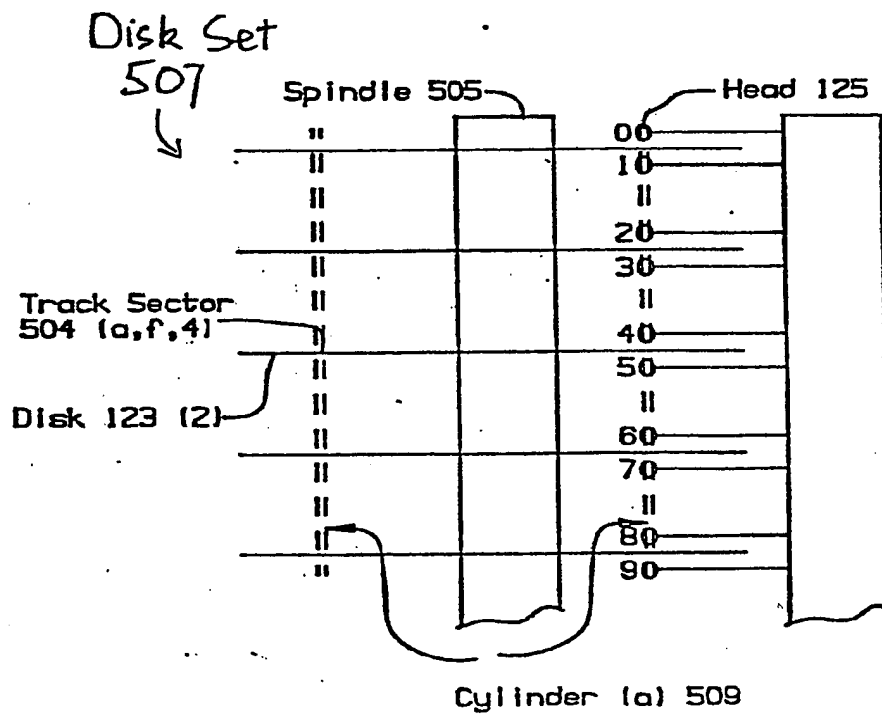 Disk Set
507
Spindle 505
Head 125
00
10
20
30
Track Sector
504 (a,f,4)
40
50
Disk 123 (2)
60
70
80
90
Cylinder (a) 509